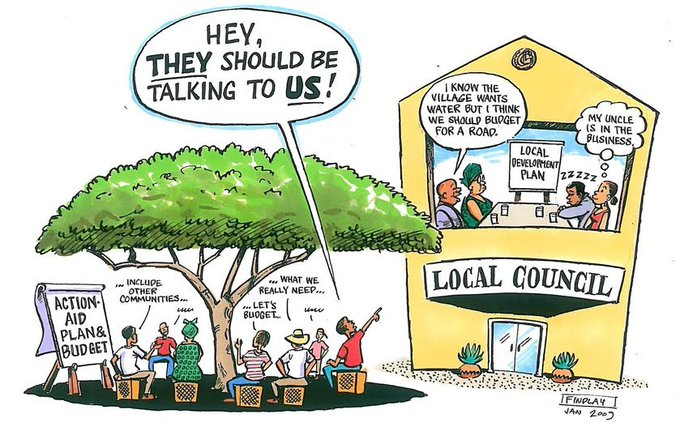 HEY,
THEY SHOULD BE
TALKING TO US!
I KNOW THE
VILLAGE WANTS
WATER BUT I THINK
WE SHOULD BUDGET
FOR A ROAD.
MY UNCLE
IS IN THE
BUSINESS.
LOCAL
DEVELOPMENT
PLAN
ZZZZZ
LOCAL COUNCIL
ACTION-
AID
PLAN &
BUDGET
... INCLUDE
OTHER
COMMUNITIES...
... LET'S
BUDGET...
... WHAT WE
REALLY NEED...
FINDLAY
JAN 2009